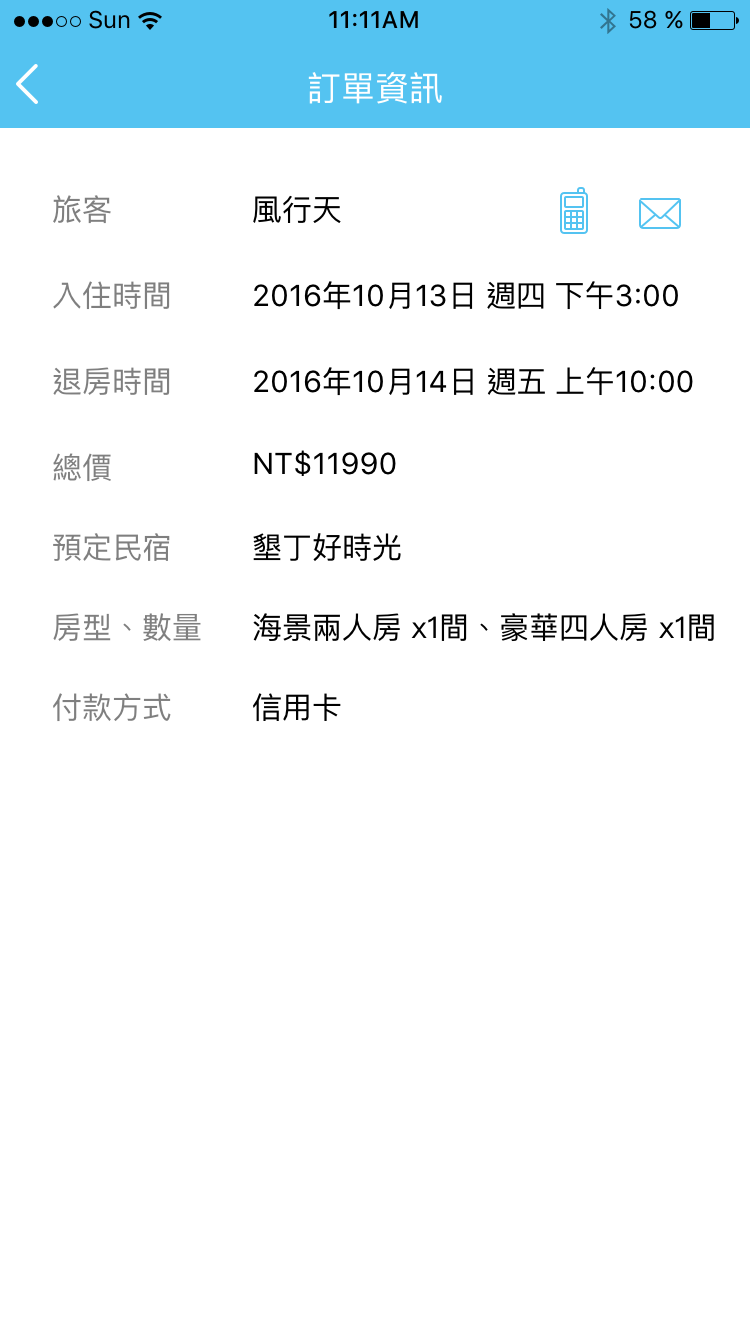 Sun 11:11AM 58 %
訂單資訊
旅客 風行天
入住時間 2016年10月13日 週四 下午3:00
退房時間 2016年10月14日 週五 上午10:00
總價 NT$11990
預定民宿 墾丁好時光
房型、數量 海景兩人房 x1間、豪華四人房 x1間
付款方式 信用卡